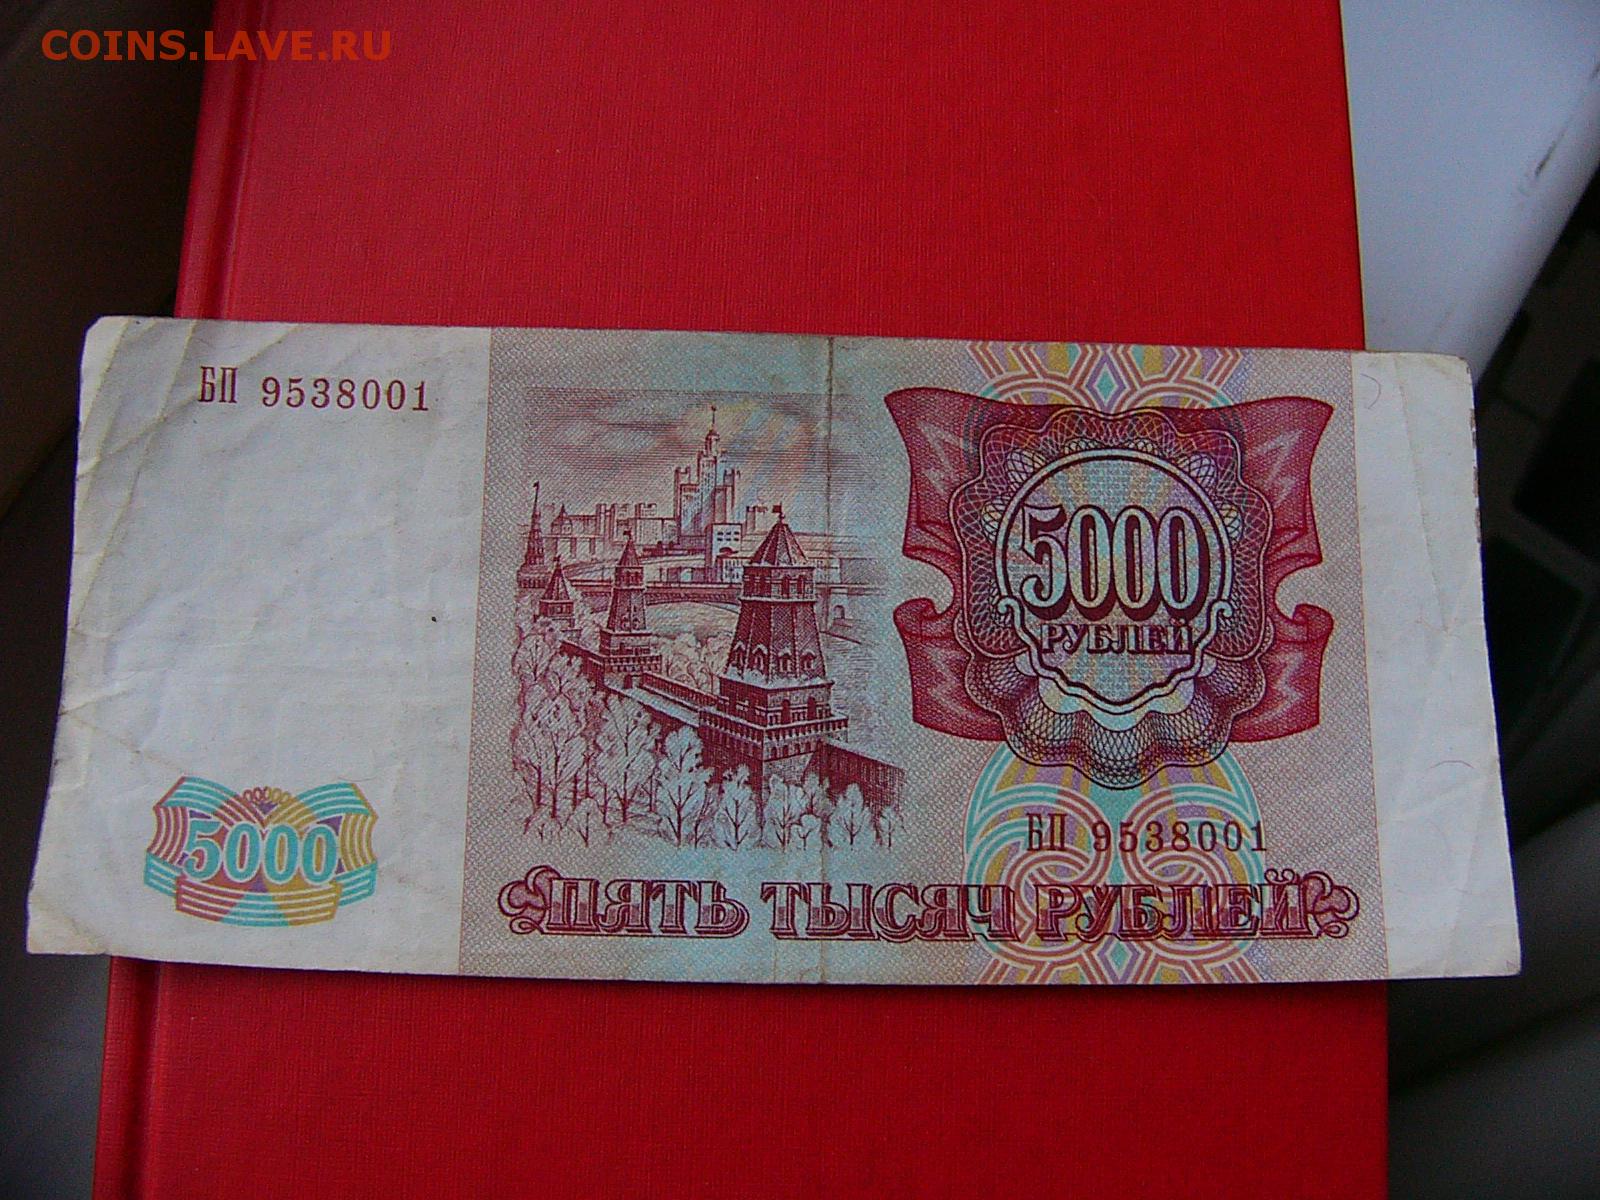 COINS.LAVE.RU
БП 9538001
5000
РУБЛЕЙ
5000
БП 9538001
ПЯТЬ ТЫСЯЧ РУБЛЕЙ